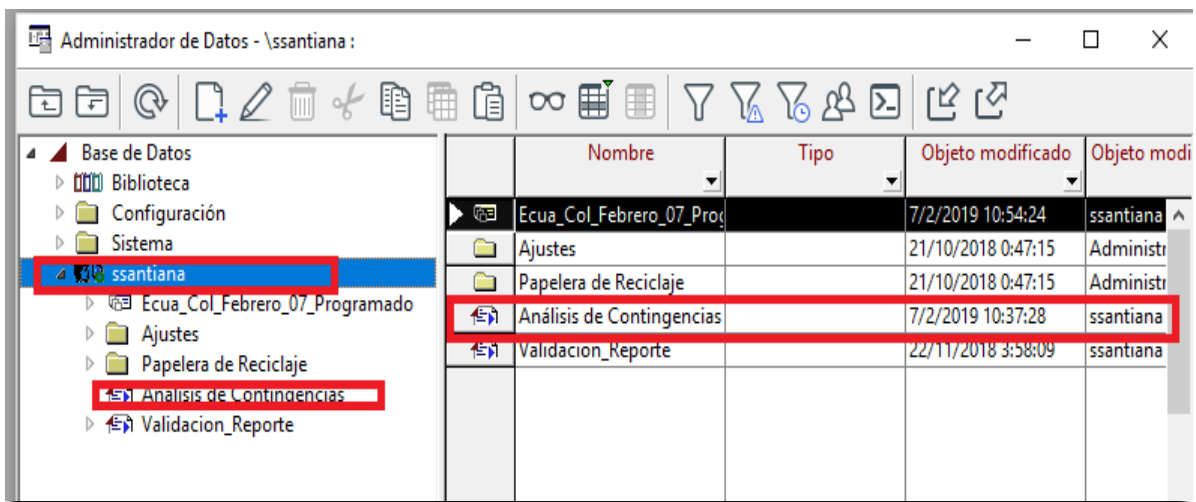 Administrador de Datos - \ssantiana :
Base de Datos
Biblioteca
Configuración
Sistema
ssantiana
Ecua_Col_Febrero_07_Programado
Ajustes
Papelera de Reciclaje
Análisis de Contingencias
Validacion_Reporte
Nombre Tipo Objeto modificado Objeto modi
Ecua_Col_Febrero_07_Prog 7/2/2019 10:54:24 ssantiana
Ajustes 21/10/2018 0:47:15 Administr
Papelera de Reciclaje 21/10/2018 0:47:15 Administr
Análisis de Contingencias 7/2/2019 10:37:28 ssantiana
Validacion_Reporte 22/11/2018 3:58:09 ssantiana